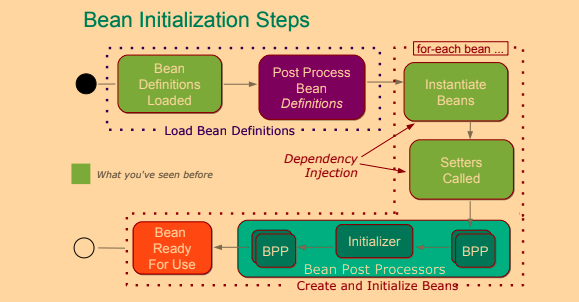 Bean Initialization Steps
for-each bean ...
Bean
Definitions
Loaded
Post Process
Bean
Definitions
Instantiate
Beans
Load Bean Definitions
Dependency
Injection
Setters
Called
What you've seen before
Bean
Ready
For Use
BPP
Initializer
BPP
Bean Post Processors
Create and Initialize Beans